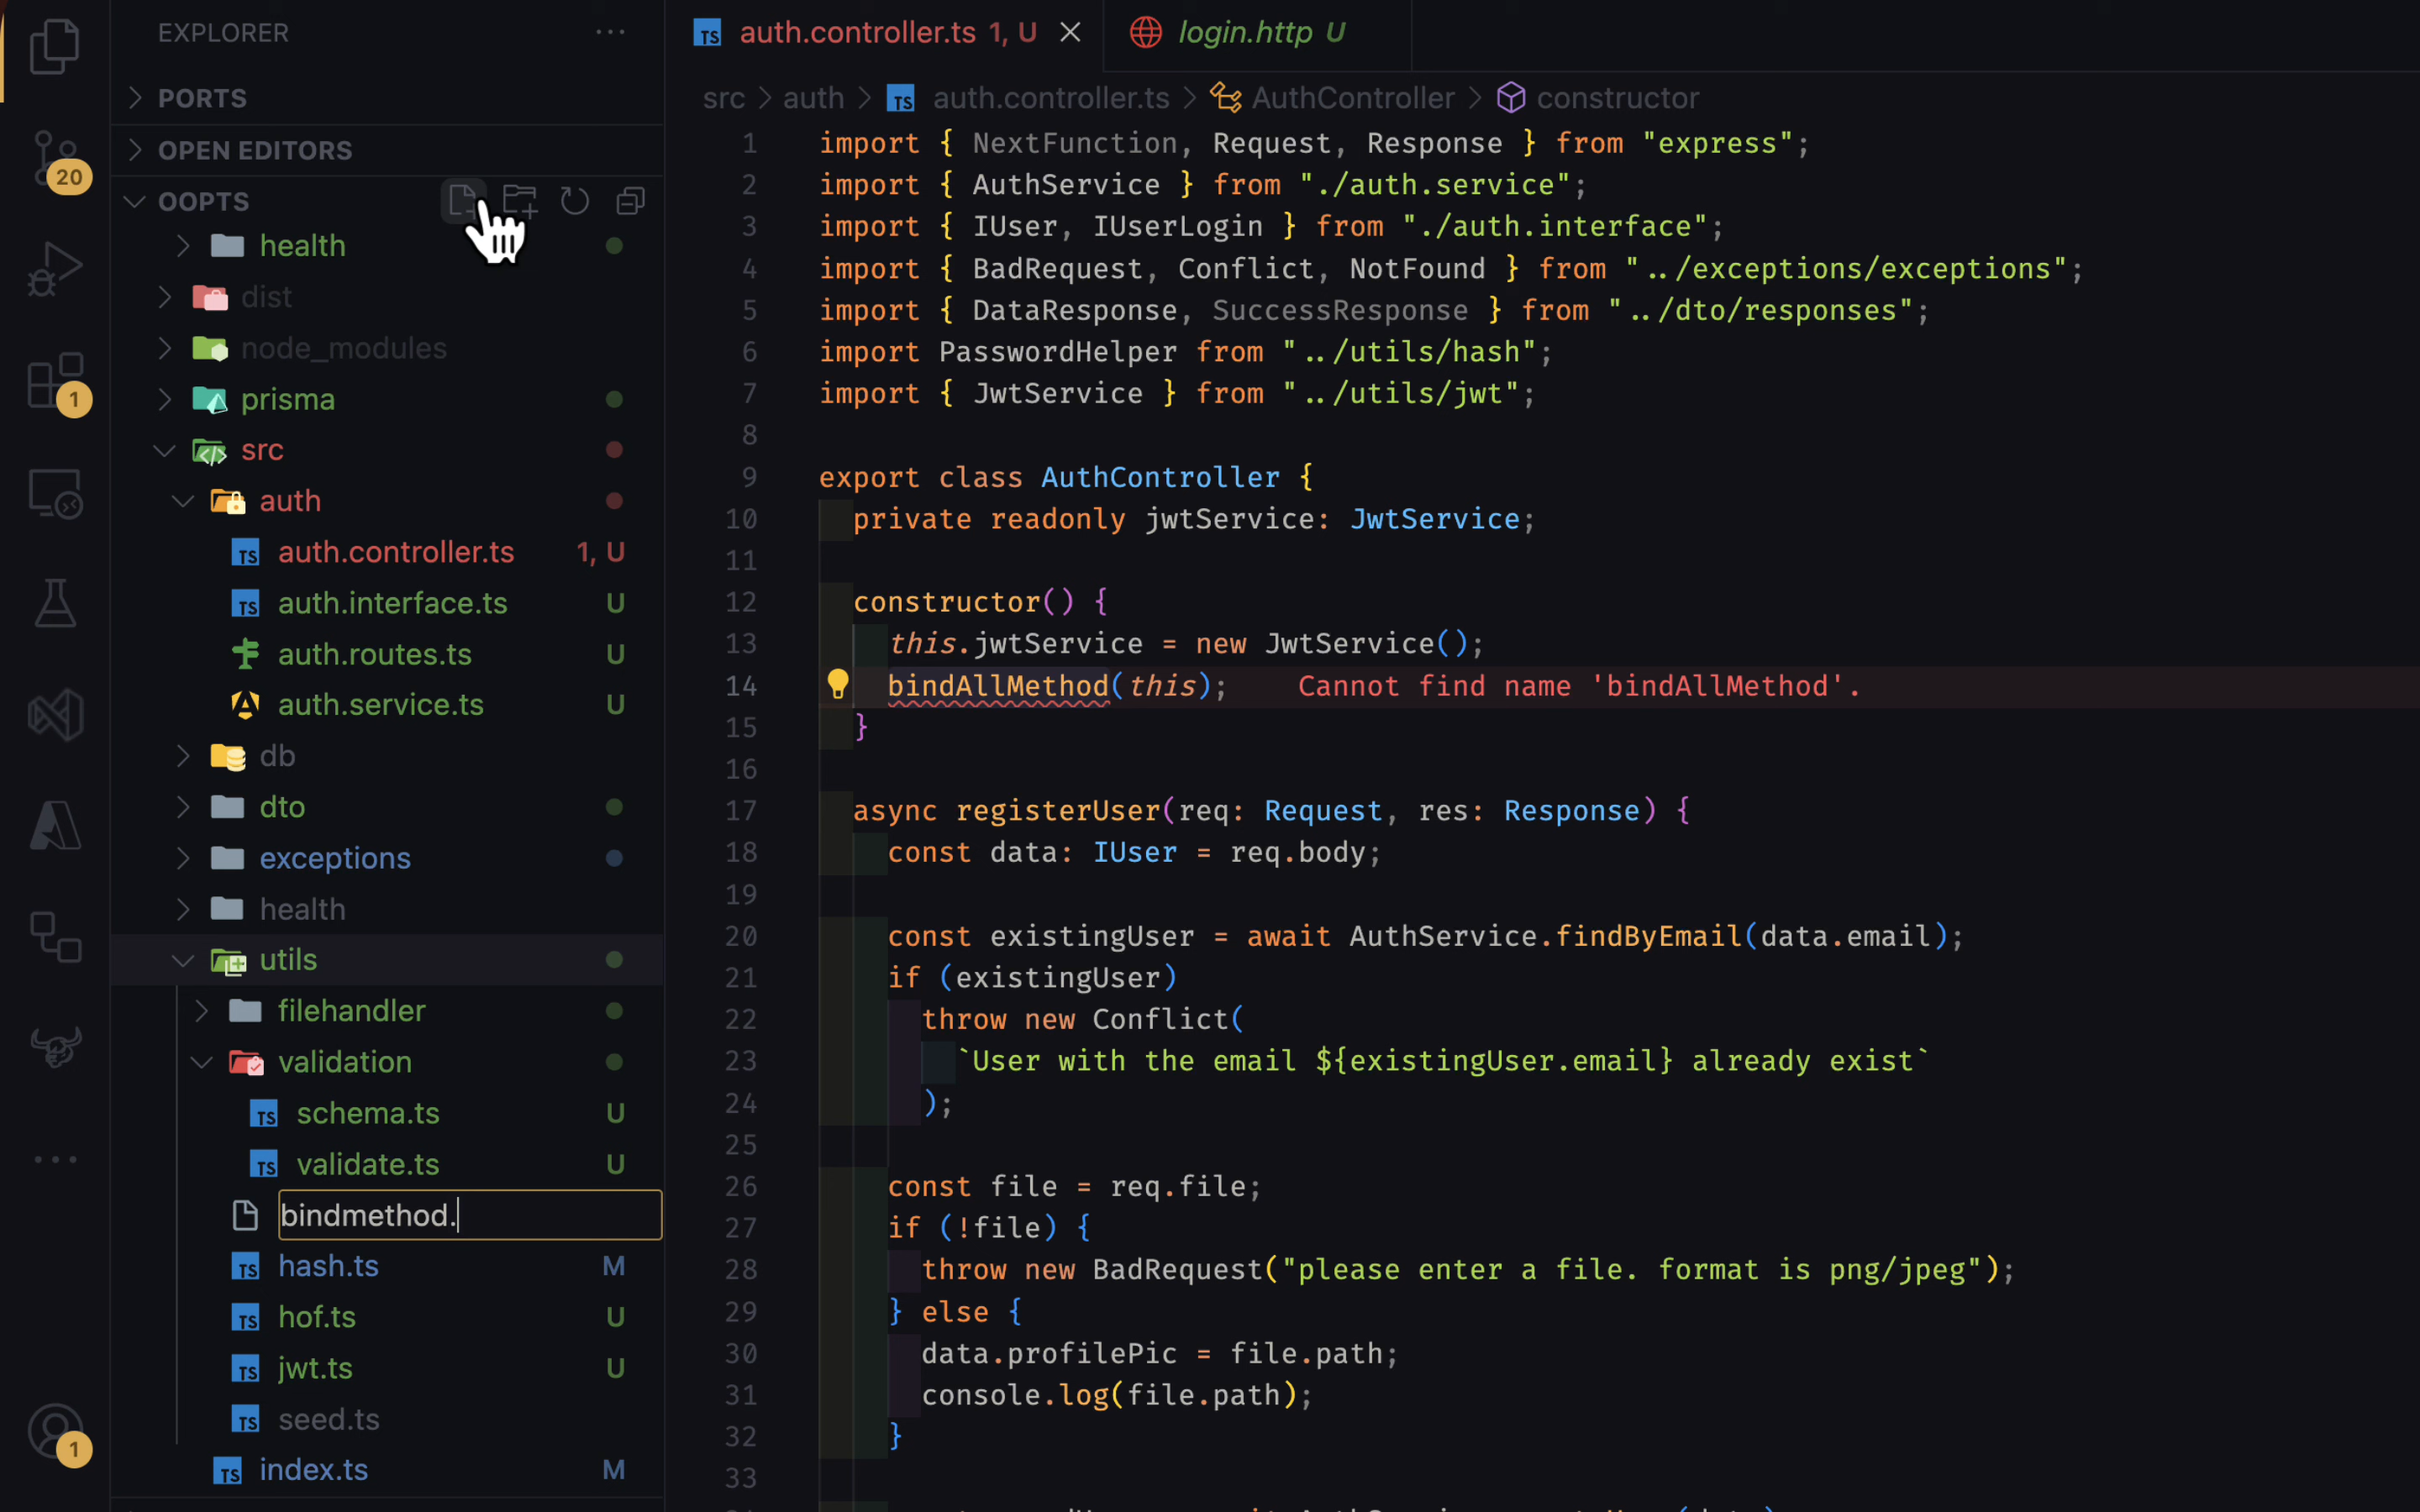 EXPLORER
PORTS
OPEN EDITORS
OOPTS
health
dist
node_modules
prisma
src
auth
auth.controller.ts 1, U
auth.interface.ts U
auth.routes.ts U
auth.service.ts U
db
dto
exceptions
health
utils
filehandler
validation
schema.ts U
validate.ts U
bindmethod.
hash.ts M
hof.ts U
jwt.ts U
seed.ts
index.ts M
20
1
1
auth.controller.ts 1, U
login.http U
src > auth > TS auth.controller.ts > AuthController > constructor
1 import { NextFunction, Request, Response } from "express";
2 import { AuthService } from "./auth.service";
3 import { IUser, IUserLogin } from "./auth.interface";
4 import { BadRequest, Conflict, NotFound } from "../exceptions/exceptions";
5 import { DataResponse, SuccessResponse } from "../dto/responses";
6 import PasswordHelper from "../utils/hash";
7 import { JwtService } from "../utils/jwt";
8
9 export class AuthController {
10 private readonly jwtService: JwtService;
11
12 constructor() {
13 this.jwtService = new JwtService();
14 bindAllMethod(this); Cannot find name 'bindAllMethod'.
15 }
16
17 async registerUser(req: Request, res: Response) {
18 const data: IUser = req.body;
19
20 const existingUser = await AuthService.findByEmail(data.email);
21 if (existingUser)
22 throw new Conflict(
23 `User with the email ${existingUser.email} already exist`
24 );
25
26 const file = req.file;
27 if (!file) {
28 throw new BadRequest("please enter a file. format is png/jpeg");
29 } else {
30 data.profilePic = file.path;
31 console.log(file.path);
32 }
33